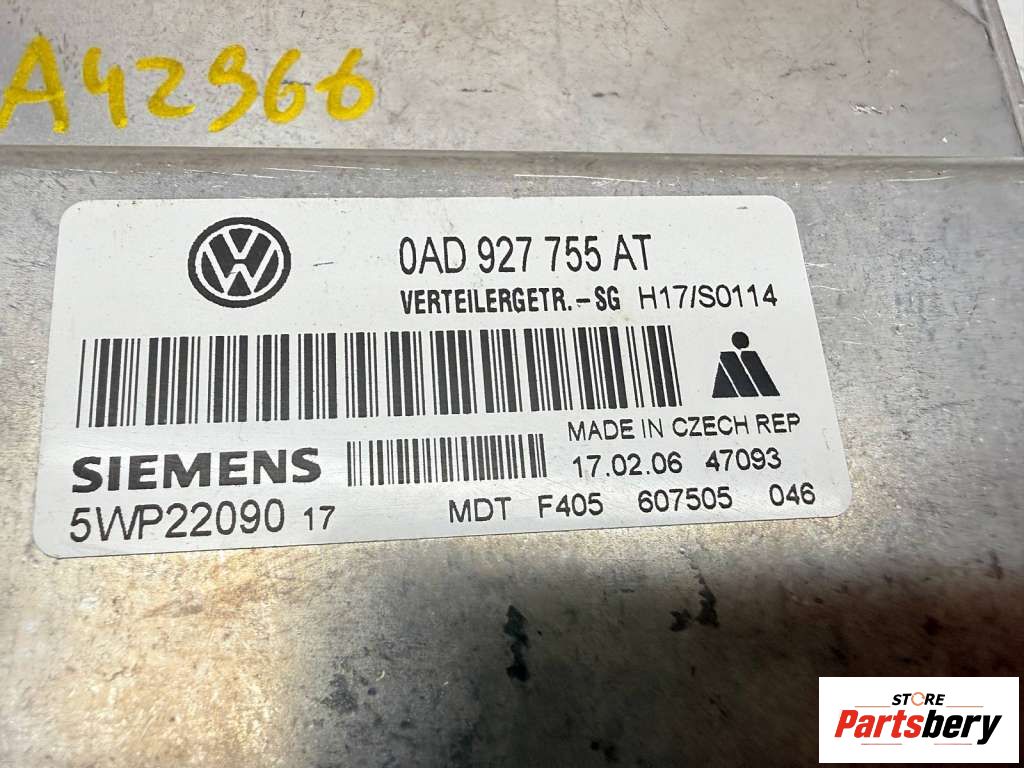 A42966
0AD 927 755 AT
VERTEILERGETR.-SG H17/S0114
MADE IN CZECH REP
SIEMENS
17.02.06 47093
5WP22090 17
MDT F405 607505 046
STORE
Partsbery